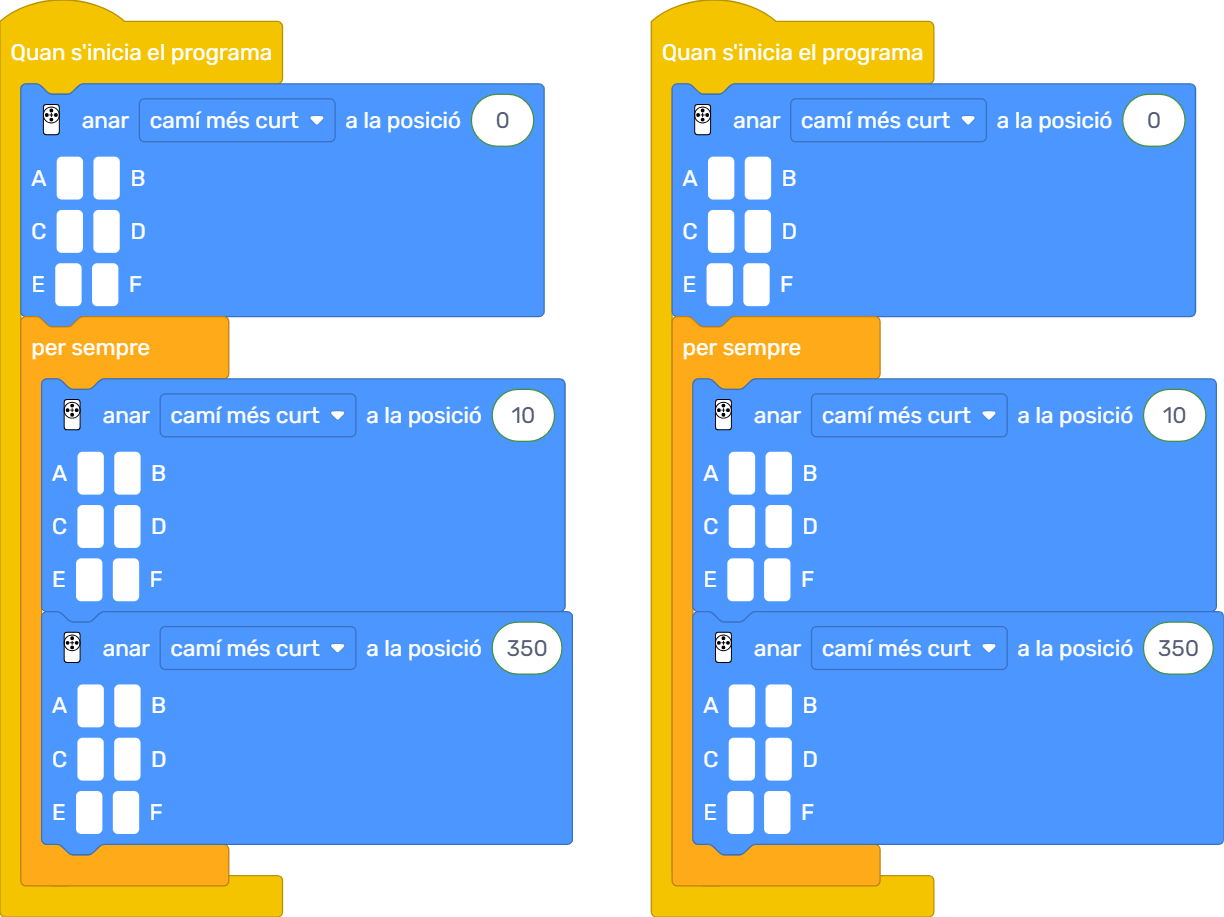 Quan s'inicia el programa
anar camí més curt a la posició 0
A B
C D
E F
per sempre
anar camí més curt a la posició 10
A B
C D
E F
anar camí més curt a la posició 350
A B
C D
E F
Quan s'inicia el programa
anar camí més curt a la posició 0
A B
C D
E F
per sempre
anar camí més curt a la posició 10
A B
C D
E F
anar camí més curt a la posició 350
A B
C D
E F